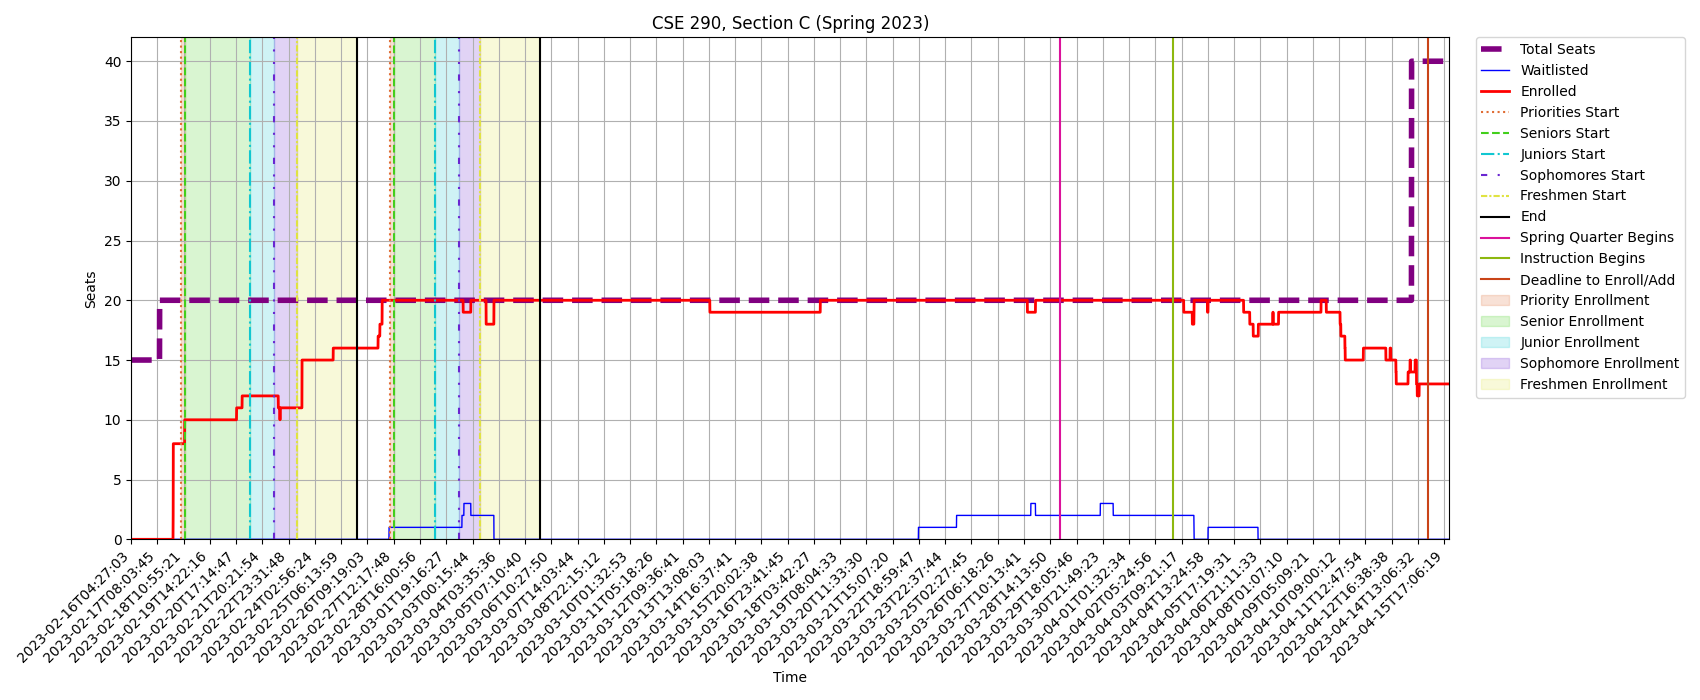 CSE 290, Section C (Spring 2023)
Seats
40
35
30
25
20
15
10
5
0
2023-02-16T04:27:03
2023-02-17T08:03:45
2023-02-18T10:55:21
2023-02-19T14:22:16
2023-02-20T17:14:47
2023-02-21T20:21:54
2023-02-22T23:31:48
2023-02-24T02:56:24
2023-02-25T06:13:59
2023-02-26T09:19:03
2023-02-27T12:17:48
2023-02-28T16:00:56
2023-03-01T19:16:27
2023-03-03T00:15:44
2023-03-04T03:35:36
2023-03-05T07:10:40
2023-03-06T10:27:50
2023-03-07T14:03:44
2023-03-08T22:15:12
2023-03-10T01:32:53
2023-03-11T05:18:26
2023-03-12T09:36:41
2023-03-13T13:08:03
2023-03-14T16:37:41
2023-03-15T20:02:38
2023-03-16T23:41:45
2023-03-18T03:42:27
2023-03-19T08:04:33
2023-03-20T11:33:30
2023-03-21T15:07:20
2023-03-22T18:59:47
2023-03-23T22:37:44
2023-03-25T02:27:45
2023-03-26T06:18:26
2023-03-27T10:13:41
2023-03-28T14:13:50
2023-03-29T18:05:46
2023-03-30T21:49:23
2023-04-01T01:32:34
2023-04-02T05:24:56
2023-04-03T09:21:17
2023-04-04T13:24:58
2023-04-05T17:19:31
2023-04-06T21:11:33
2023-04-08T01:07:10
2023-04-09T05:09:21
2023-04-10T09:00:12
2023-04-11T12:47:54
2023-04-12T16:38:38
2023-04-14T13:06:32
2023-04-15T17:06:19
Time
Total Seats
Waitlisted
Enrolled
Priorities Start
Seniors Start
Juniors Start
Sophomores Start
Freshmen Start
End
Spring Quarter Begins
Instruction Begins
Deadline to Enroll/Add
Priority Enrollment
Senior Enrollment
Junior Enrollment
Sophomore Enrollment
Freshmen Enrollment